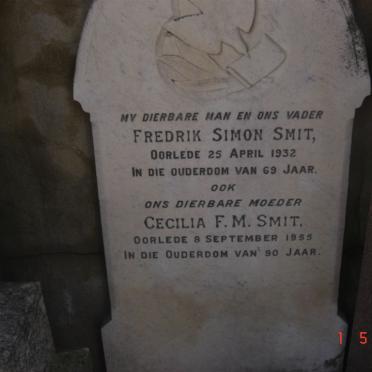 MY DIERBARE MAN EN ONS VADER
FREDRIK SIMON SMIT,
OORLEDE 25 APRIL 1932
IN DIE OUDERDOM VAN 69 JAAR.
OOK
ONS DIERBARE MOEDER
CECILIA F.M. SMIT,
OORLEDE 8 SEPTEMBER 1955
IN DIE OUDERDOM VAN 90 JAAR.
1 5